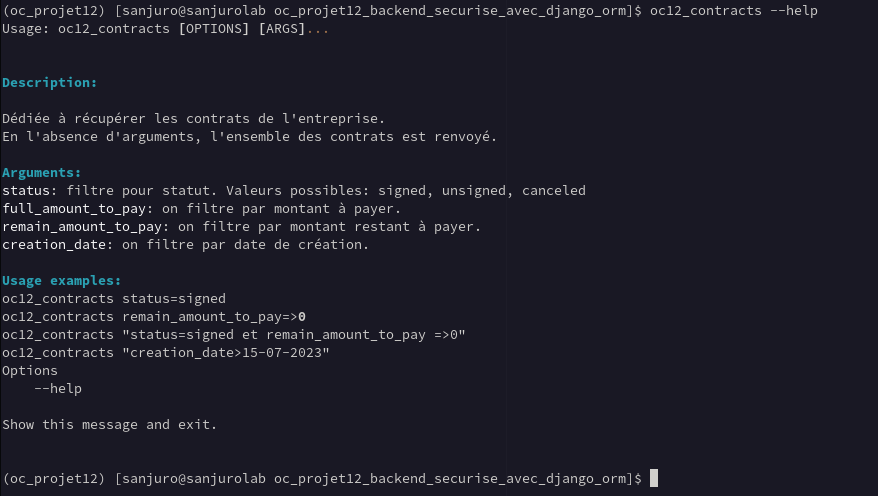 (oc_projet12) [sanjuro@sanjurolab oc_projet12_backend_securise_avec_django_orm]$ oc12_contracts --help
Usage: oc12_contracts [OPTIONS] [ARGS]...
Description:
Dédiée à récupérer les contrats de l'entreprise.
En l'absence d'arguments, l'ensemble des contrats est renvoyé.
Arguments:
status: filtre pour statut. Valeurs possibles: signed, unsigned, canceled
full_amount_to_pay: on filtre par montant à payer.
remain_amount_to_pay: on filtre par montant restant à payer.
creation_date: on filtre par date de création.
Usage examples:
oc12_contracts status=signed
oc12_contracts remain_amount_to_pay=>0
oc12_contracts "status=signed et remain_amount_to_pay =>0"
oc12_contracts "creation_date>15-07-2023"
Options
    --help
Show this message and exit.
(oc_projet12) [sanjuro@sanjurolab oc_projet12_backend_securise_avec_django_orm]$